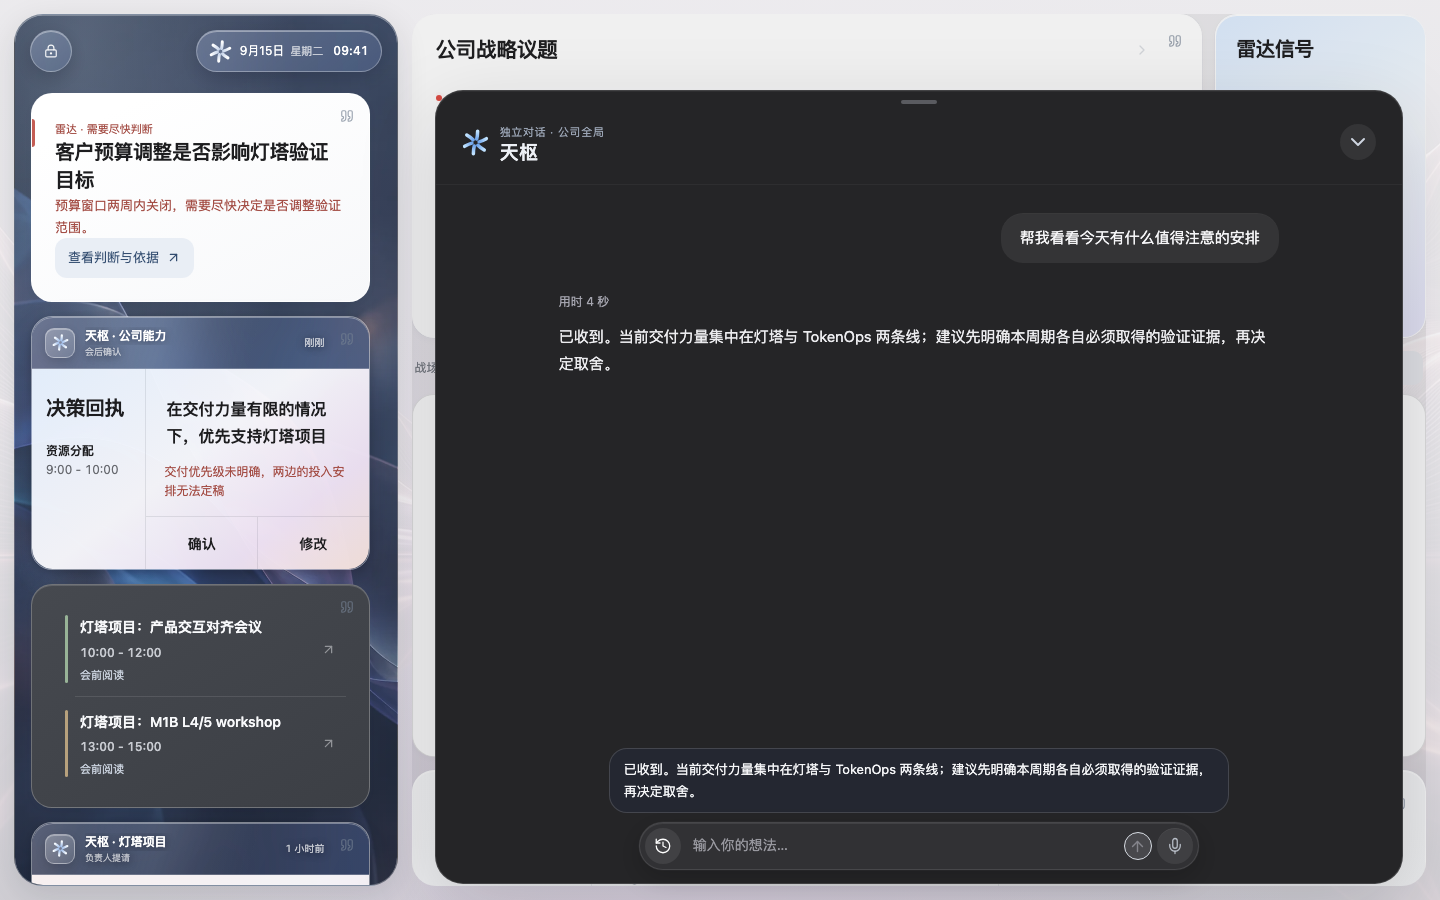 9月15日 星期二 09:41
雷达 · 需要尽快判断
客户预算调整是否影响灯塔验证
目标
预算窗口两周内关闭，需要尽快决定是否调整验证
范围。
查看判断与依据
天枢 · 公司能力
会后确认
刚刚
决策回执
资源分配
9:00 - 10:00
在交付力量有限的情况
下，优先支持灯塔项目
交付优先级未明确，两边的投入安
排无法定稿
确认
修改
灯塔项目：产品交互对齐会议
10:00 - 12:00
会前阅读
灯塔项目：M1B L4/5 workshop
13:00 - 15:00
会前阅读
天枢 · 灯塔项目
负责人提请
1 小时前
公司战略议题
雷达信号
战场
独立对话 · 公司全局
天枢
帮我看看今天有什么值得注意的安排
用时 4 秒
已收到。当前交付力量集中在灯塔与 TokenOps 两条线；建议先明确本周期各自必须取得的验证证据，再决
定取舍。
已收到。当前交付力量集中在灯塔与 TokenOps 两条线；建议先明确本周期各自必须取得的验证证据，
再决定取舍。
输入你的想法...